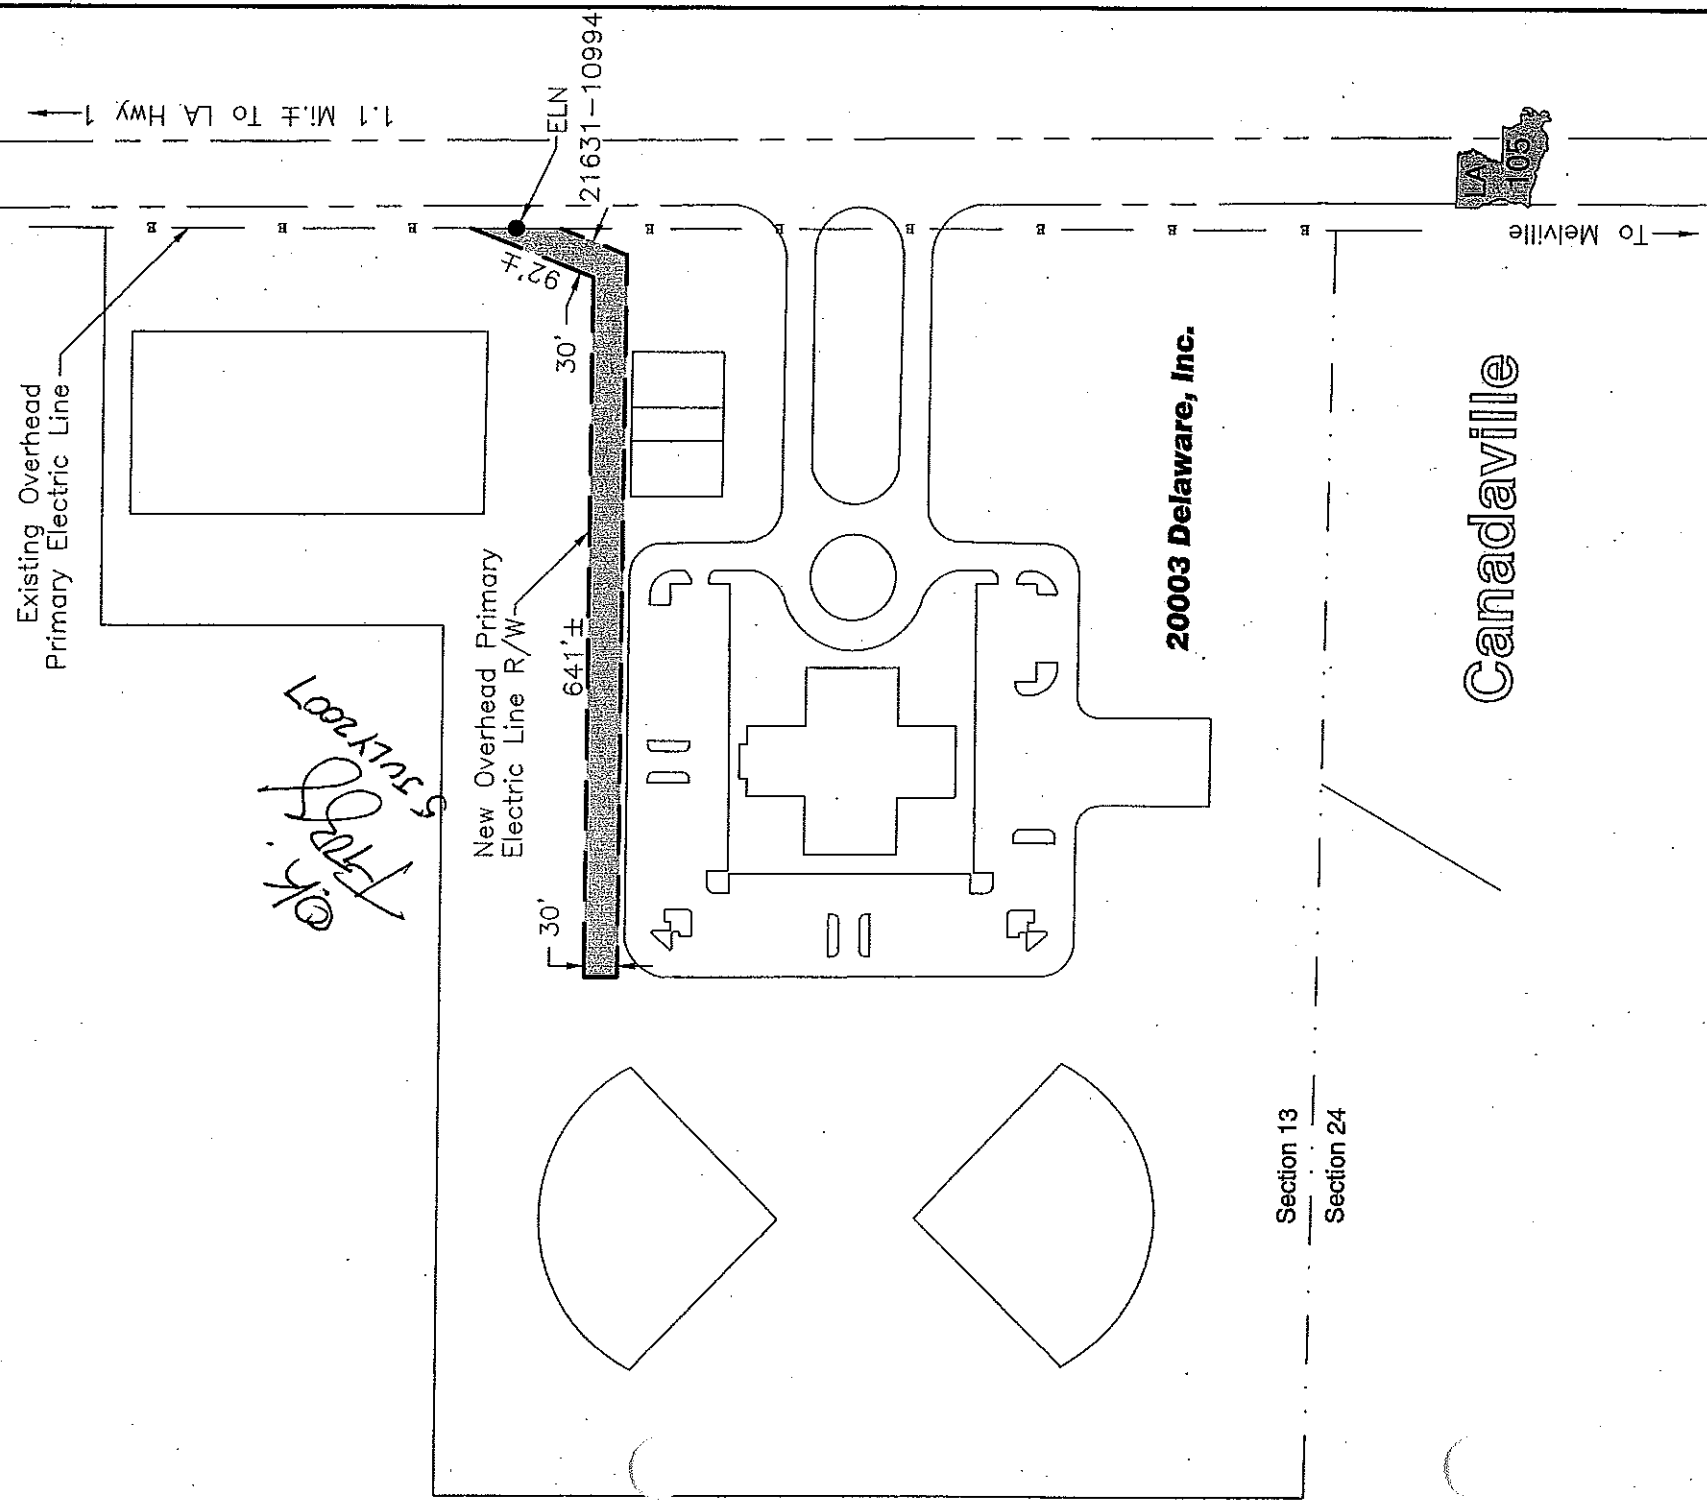 1.1 Mi.± To LA Hwy 1
ELN
21631-10994
Existing Overhead
Primary Electric Line
92'±
30'
LA
105
To Melville
New Overhead Primary
Electric Line R/W
641'±
30'
20003 Delaware, Inc.
Canadaville
o.k.
5 JULY 2007
Section 13
Section 24
E
E
E
E
E
E
E
E
E
E